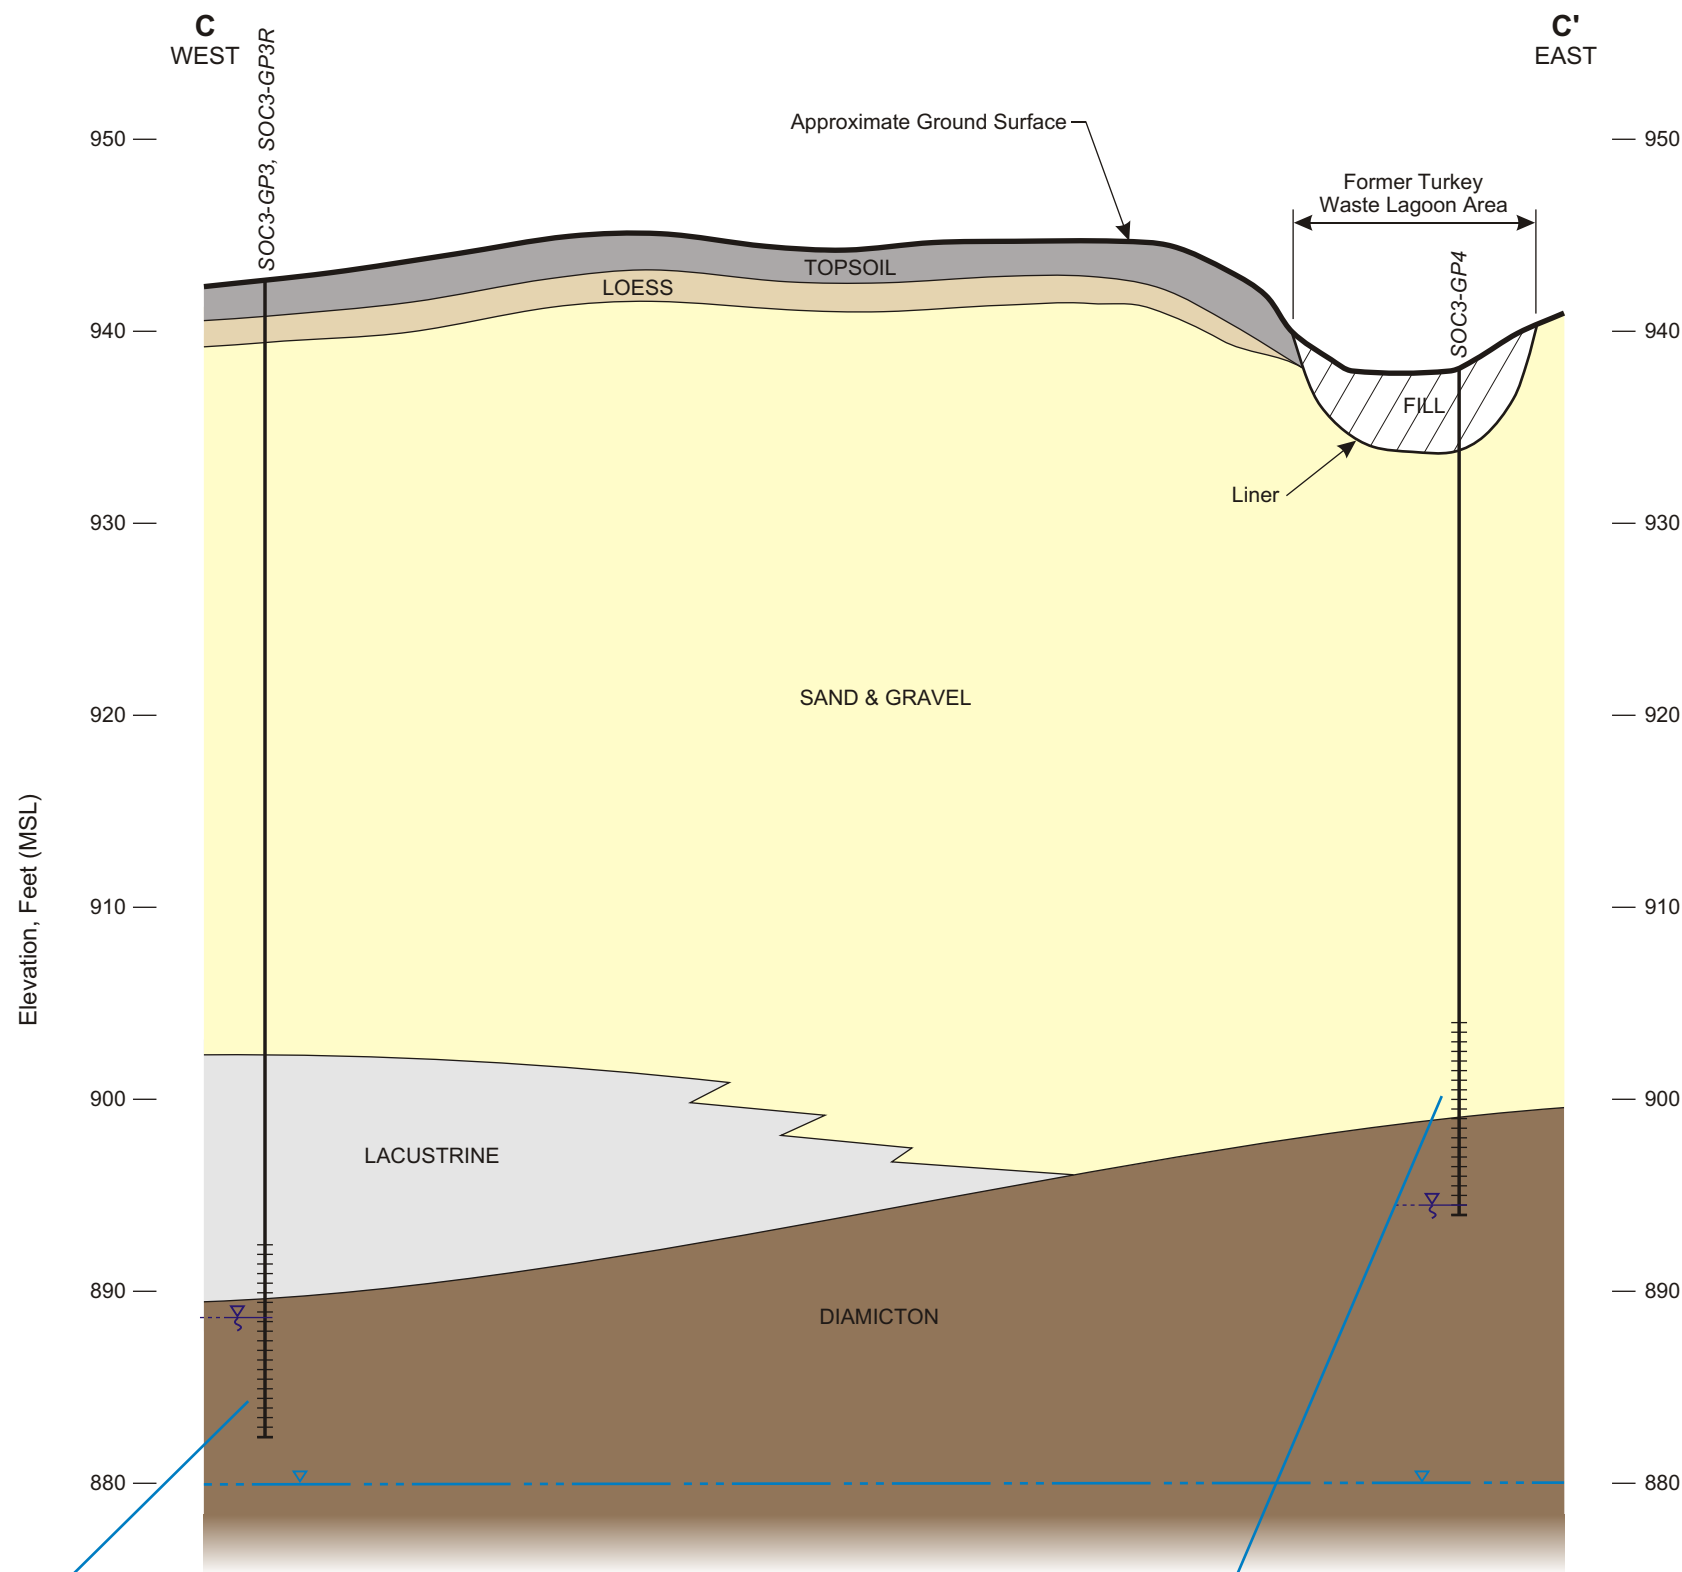 C
WEST
C'
EAST
SOC3-GP3, SOC3-GP3R
Approximate Ground Surface
950
950
Former Turkey
Waste Lagoon Area
SOC3-GP4
TOPSOIL
LOESS
940
940
FILL
Liner
930
930
SAND & GRAVEL
920
920
Elevation, Feet (MSL)
910
910
900
900
LACUSTRINE
890
890
DIAMICTON
880
880